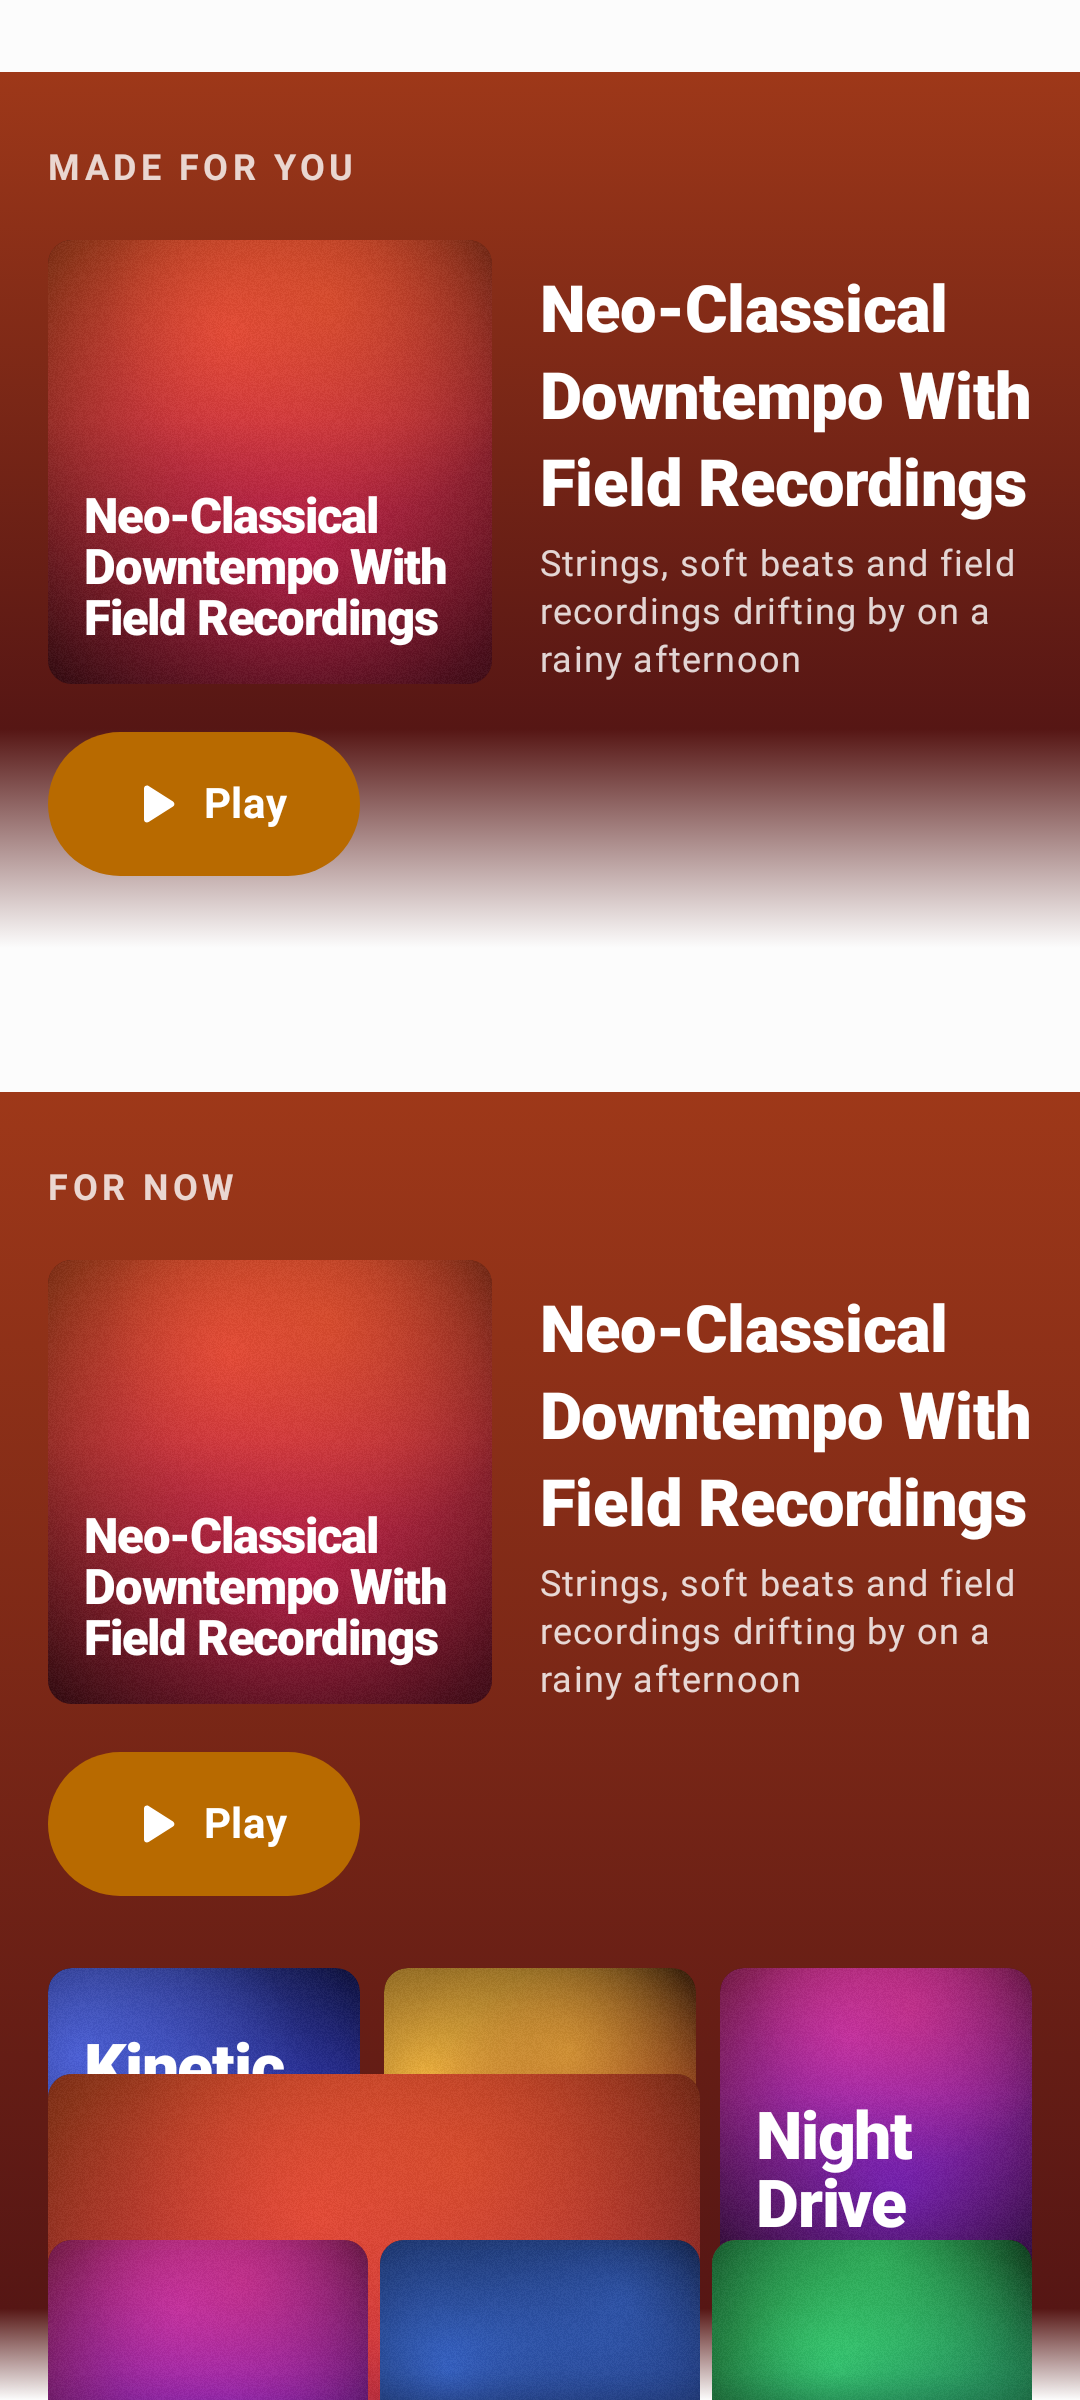 MADE FOR YOU
Neo-Classical
Downtempo With
Field Recordings
Neo-Classical
Downtempo With
Field Recordings
Strings, soft beats and field
recordings drifting by on a
rainy afternoon
Play
FOR NOW
Neo-Classical
Downtempo With
Field Recordings
Neo-Classical
Downtempo With
Field Recordings
Strings, soft beats and field
recordings drifting by on a
rainy afternoon
Play
Kinetic
Night
Drive